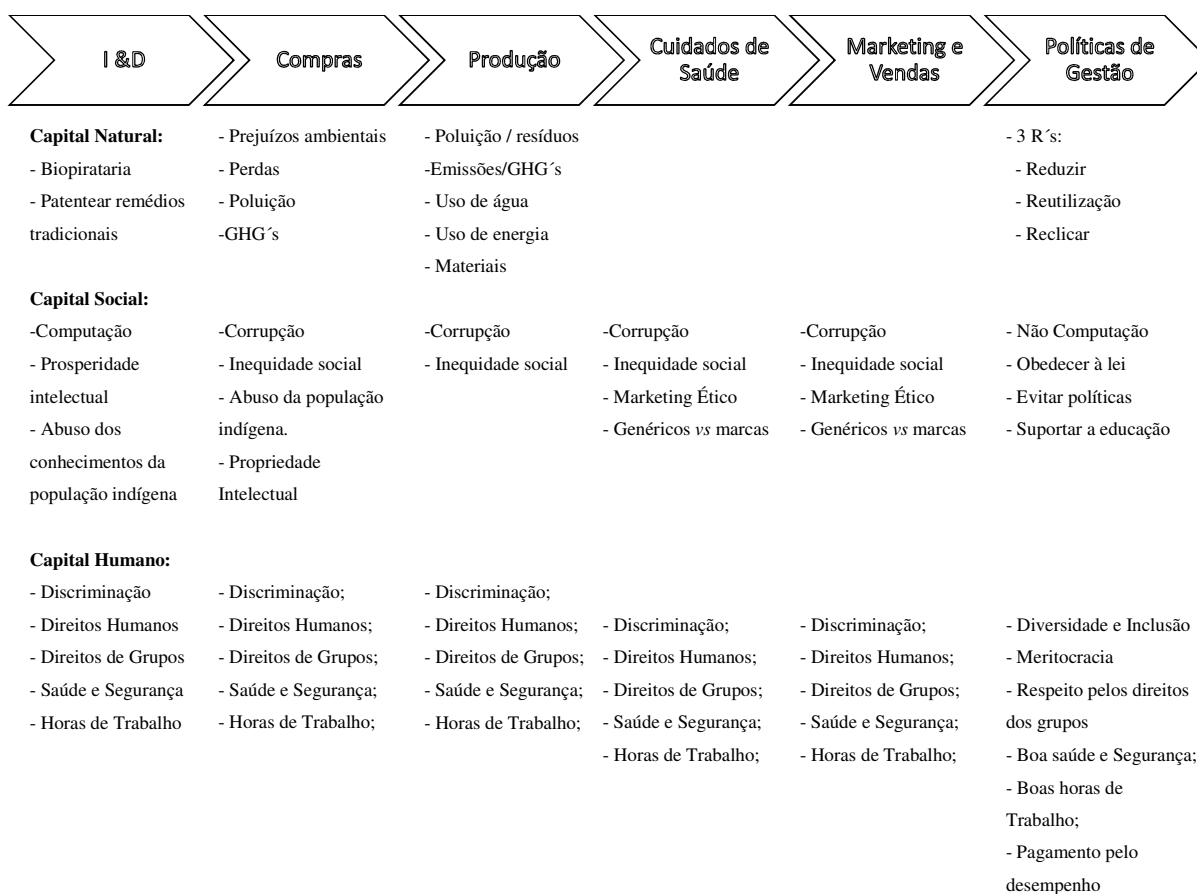 I &D
Compras
Produção
Cuidados de
Saúde
Marketing e
Vendas
Políticas de
Gestão
Capital Natural:
- Biopirataria
- Patentear remédios
tradicionais
- Prejuízos ambientais
- Perdas
- Poluição
-GHG´s
- Poluição / resíduos
-Emissões/GHG´s
- Uso de água
- Uso de energia
- Materiais
- 3 R´s:
- Reduzir
- Reutilização
- Reclicar
Capital Social:
-Computação
- Prosperidade
intelectual
- Abuso dos
conhecimentos da
população indígena
-Corrupção
- Inequidade social
- Abuso da população
indígena.
- Propriedade
Intelectual
-Corrupção
- Inequidade social
-Corrupção
- Inequidade social
- Marketing Ético
- Genéricos vs marcas
-Corrupção
- Inequidade social
- Marketing Ético
- Genéricos vs marcas
- Não Computação
- Obedecer à lei
- Evitar políticas
- Suportar a educação
Capital Humano:
- Discriminação
- Direitos Humanos
- Direitos de Grupos
- Saúde e Segurança
- Horas de Trabalho
- Discriminação;
- Direitos Humanos;
- Direitos de Grupos;
- Saúde e Segurança;
- Horas de Trabalho;
- Discriminação;
- Direitos Humanos;
- Direitos de Grupos;
- Saúde e Segurança;
- Horas de Trabalho;
- Discriminação;
- Direitos Humanos;
- Direitos de Grupos;
- Saúde e Segurança;
- Horas de Trabalho;
- Discriminação;
- Direitos Humanos;
- Direitos de Grupos;
- Saúde e Segurança;
- Horas de Trabalho;
- Diversidade e Inclusão
- Meritocracia
- Respeito pelos direitos
dos grupos
- Boa saúde e Segurança;
- Boas horas de
Trabalho;
- Pagamento pelo
desempenho